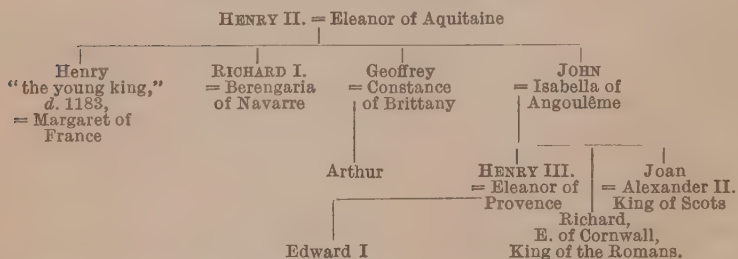 HENRY II. = Eleanor of Aquitaine
Henry
"the young king,"
d. 1183,
= Margaret of
France
RICHARD I.
= Berengaria
of Navarre
Geoffrey
= Constance
of Brittany
JOHN
= Isabella of
Angoulême
Arthur
HENRY III.
= Eleanor of
Provence
Joan
= Alexander II.
King of Scots
Richard,
E. of Cornwall,
King of the Romans.
Edward I